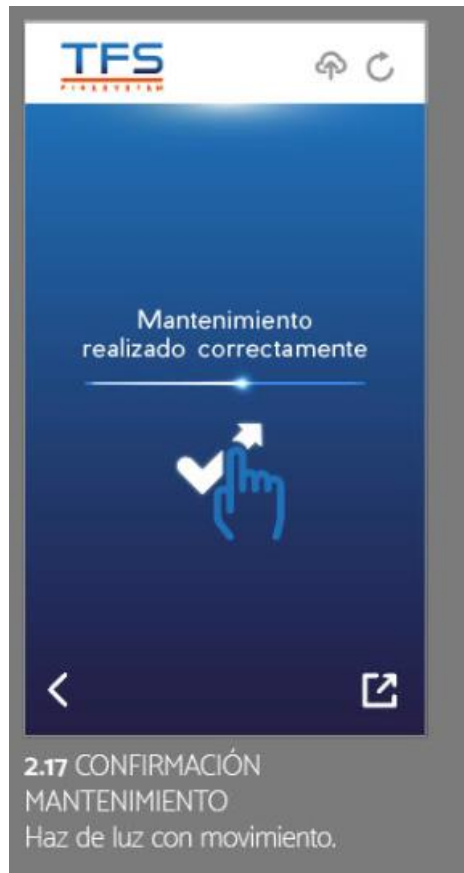 TFS
FIRESYSTEM
Mantenimiento
realizado correctamente
2.17 CONFIRMACIÓN
MANTENIMIENTO
Haz de luz con movimiento.